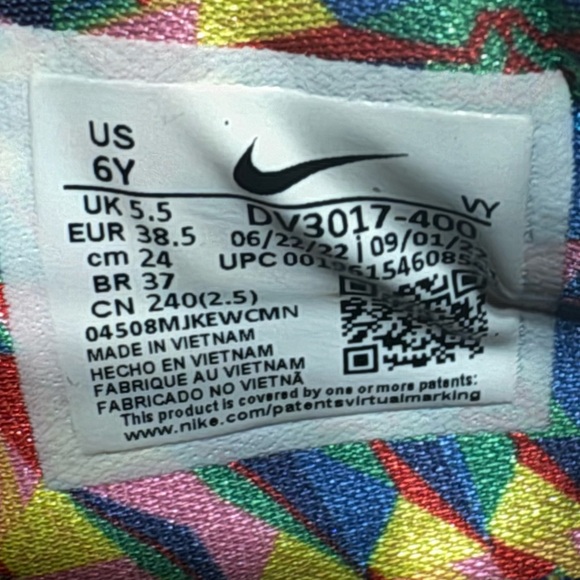 US
6Y
VY
UK 5.5
DV3017-400
EUR 38.5
06/22/22 | 09/01/22
cm 24
UPC
BR 37
CN 240(2.5)
04508MJKEWCMN
MADE IN VIETNAM
HECHO EN VIETNAM
FABRIQUE AU VIETNAM
FABRICADO NO VIETNÃ
This product is covered by one or more patents:
www.nike.com/patentsvirtualmarking